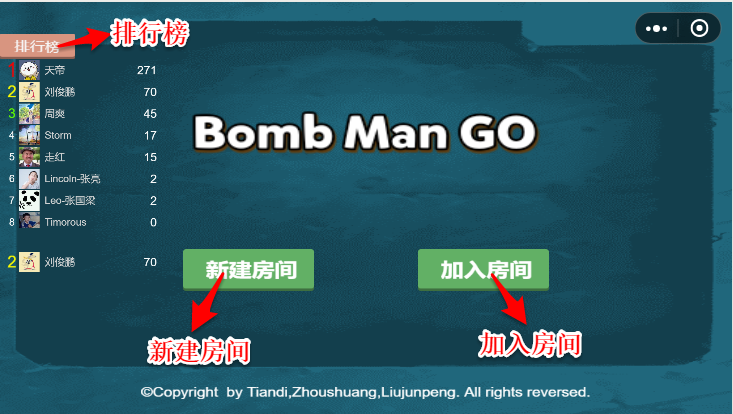 排行榜
排行榜
1 天帝 271
2 刘俊鹏 70
3 周爽 45
4 Storm 17
5 走红 15
6 Lincoln-张亮 2
7 Leo-张国梁 2
8 Timorous 0
2 刘俊鹏 70
Bomb Man GO
新建房间
加入房间
新建房间
加入房间
©Copyright by Tiandi,Zhoushuang,Liujunpeng. All rights reversed.